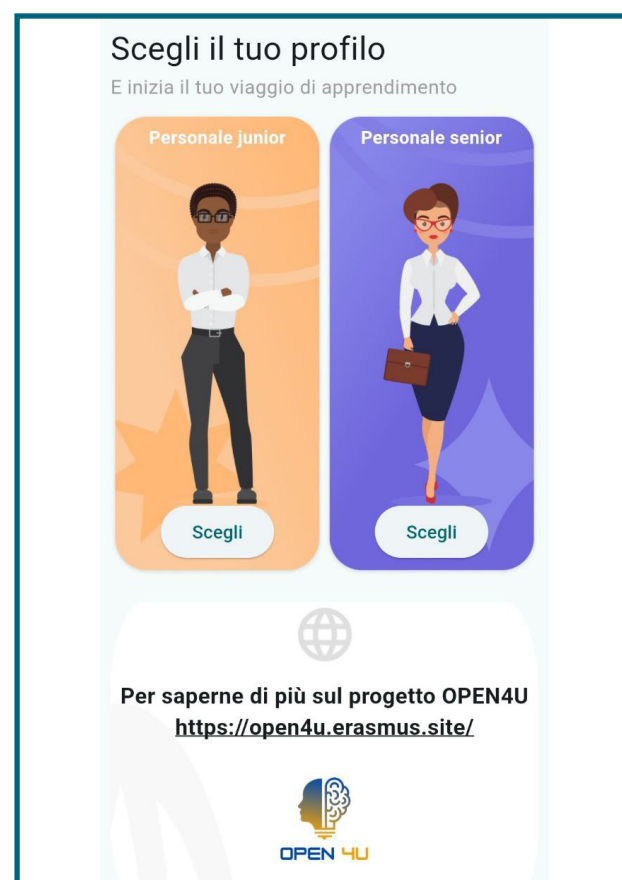 Scegli il tuo profilo
E inizia il tuo viaggio di apprendimento
Personale junior
Personale senior
Scegli
Scegli
Per saperne di più sul progetto OPEN4U
https://open4u.erasmus.site/
OPEN 4U